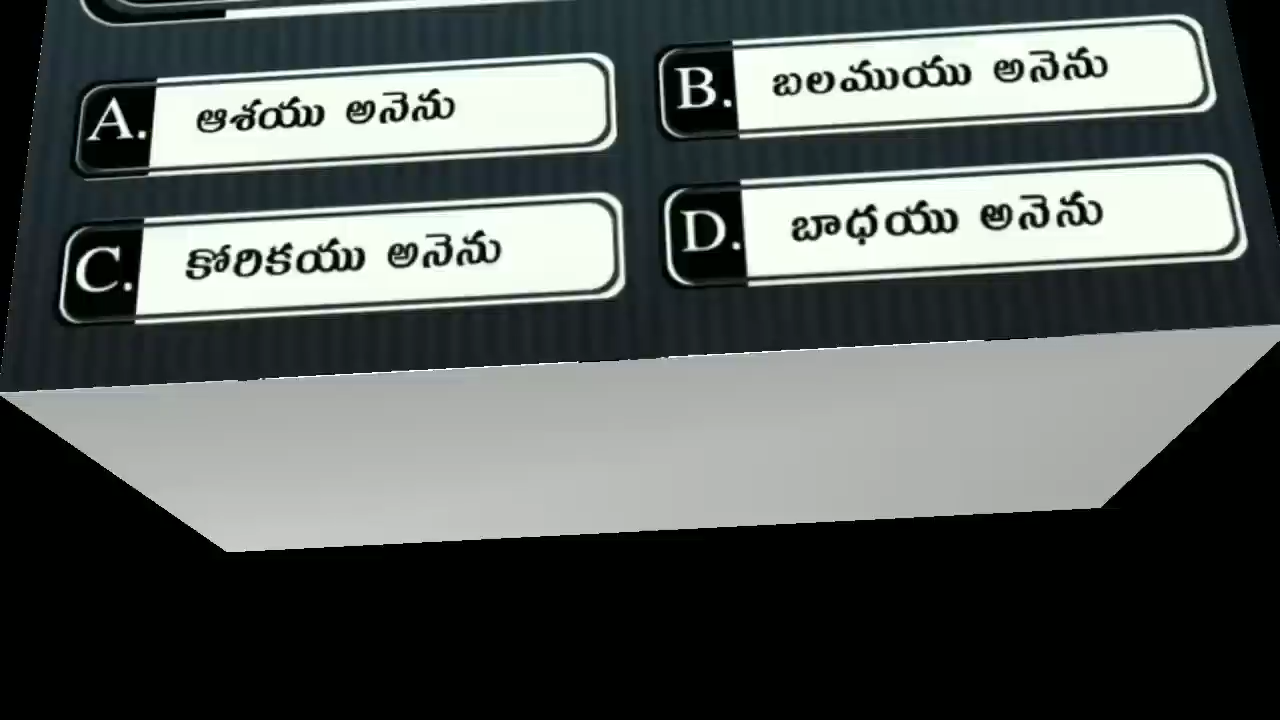 A. ఆశయు అనెను
B. బలముయు అనెను
C. కోరికయు అనెను
D. బాధయు అనెను